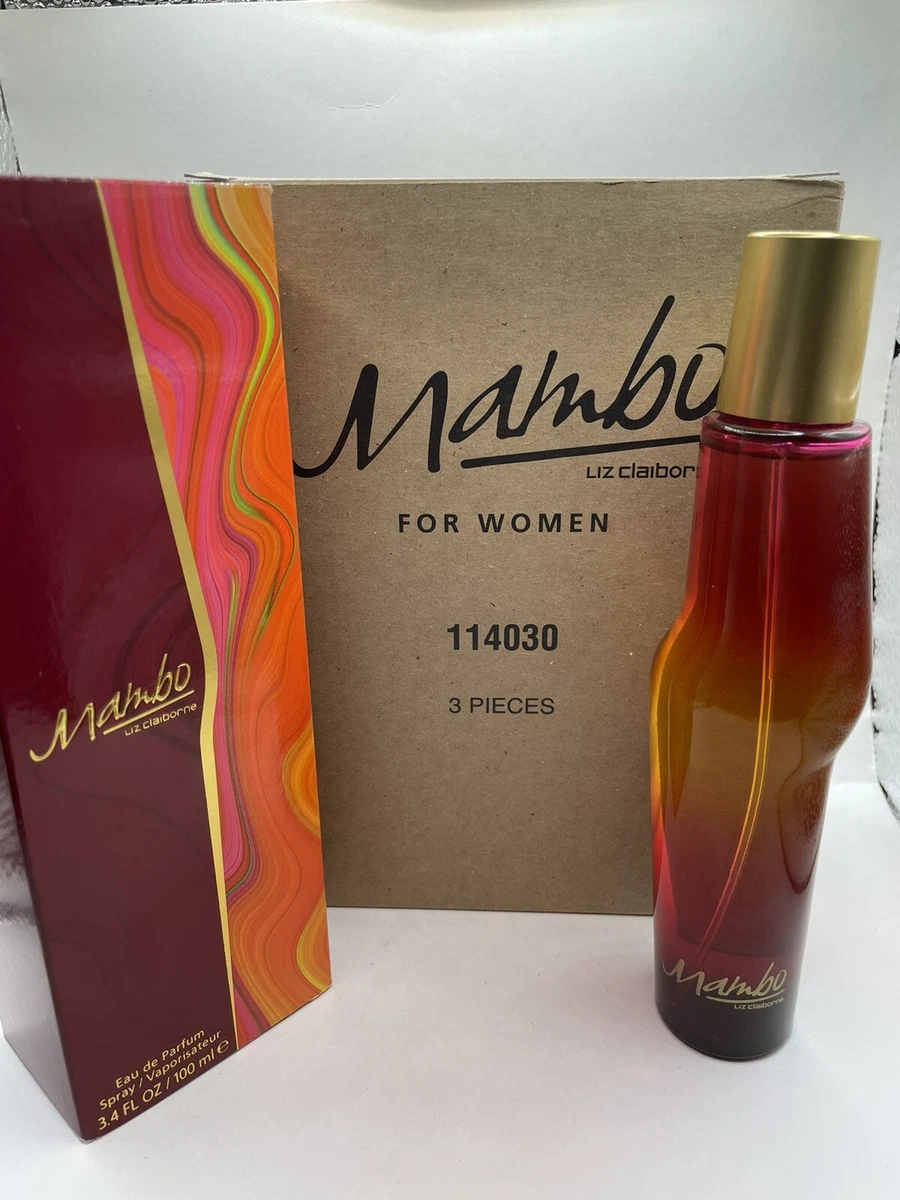 Mambo
LIZ claiborne
Eau de Parfum
Spray / Vaporisateur
3.4 FL OZ / 100 ml e
Mambo
LIZ claiborn
FOR WOMEN
114030
3 PIECES
Mambo
LIZ claiborne